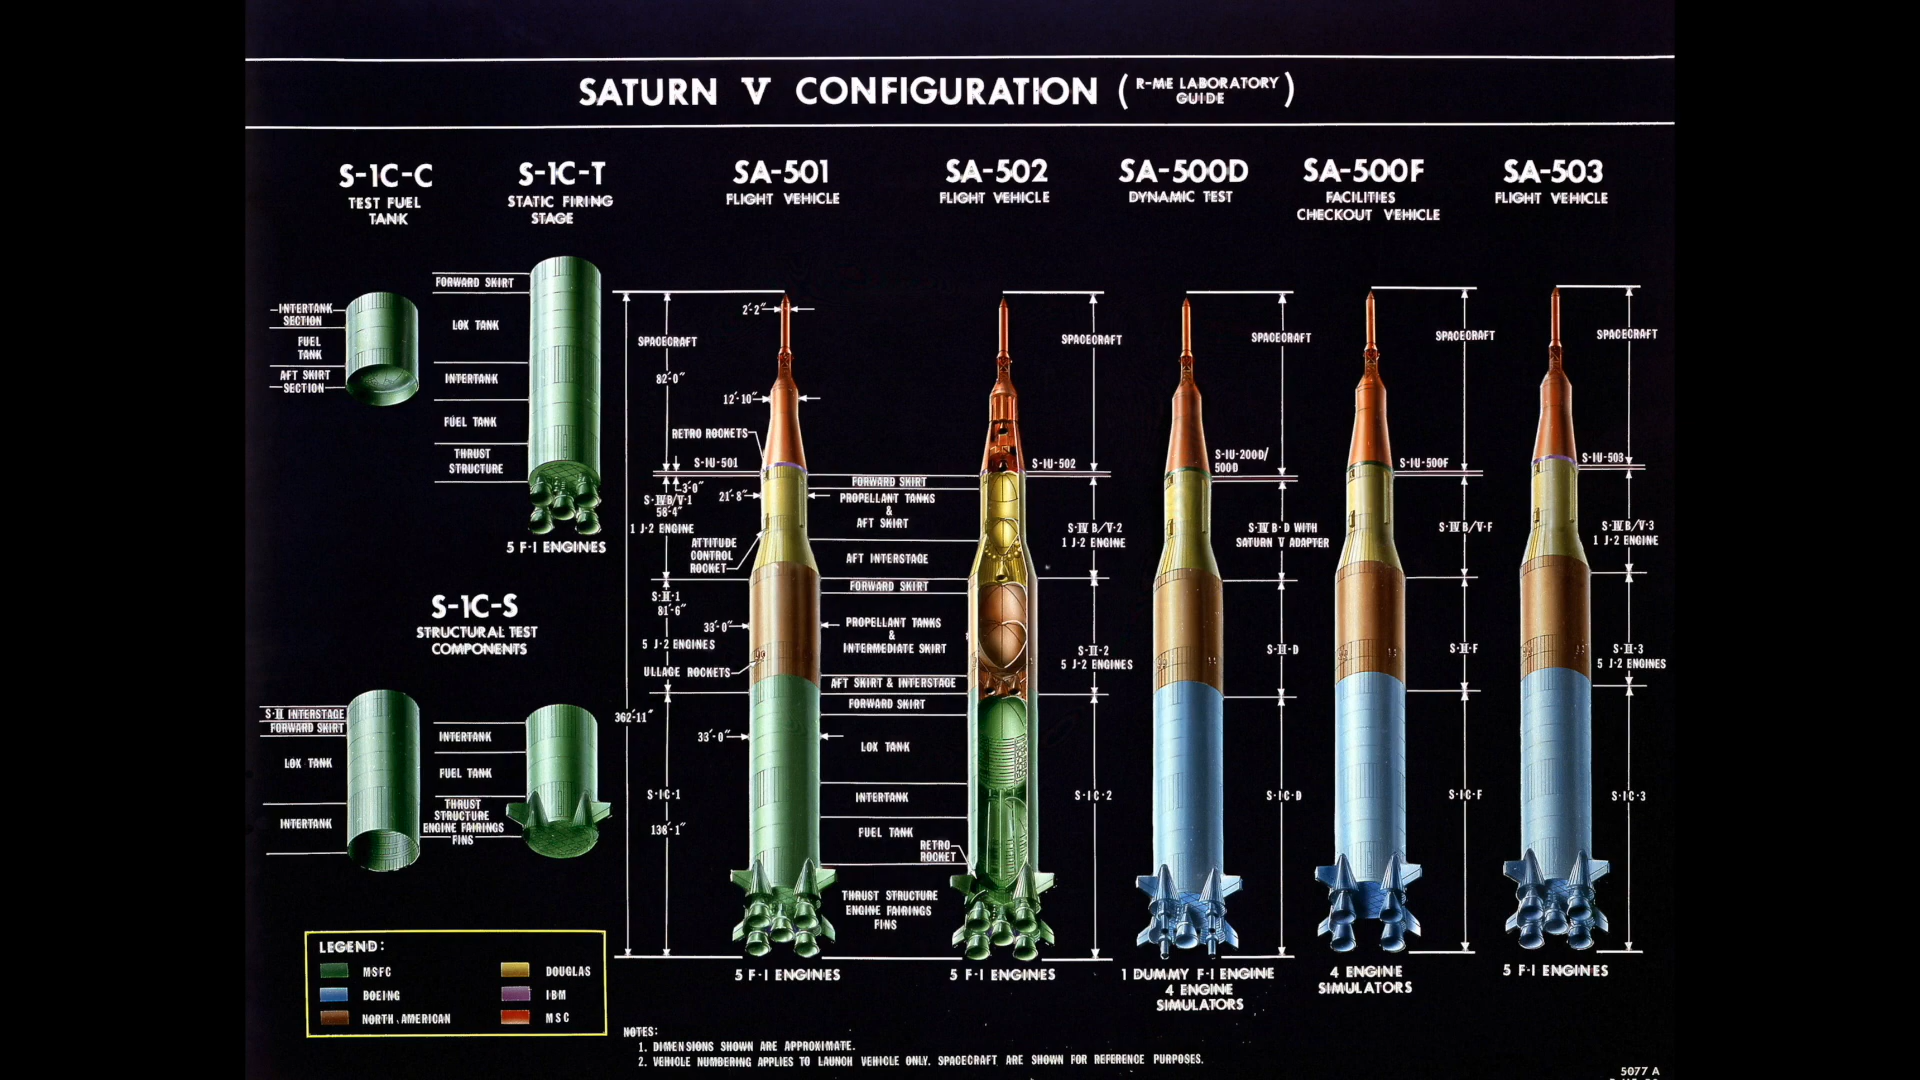 SATURN V CONFIGURATION (R-ME LABORATORY GUIDE)
S-1C-C
TEST FUEL
TANK
S-1C-T
STATIC FIRING
STAGE
SA-501
FLIGHT VEHICLE
SA-502
FLIGHT VEHICLE
SA-500D
DYNAMIC TEST
SA-500F
FACILITIES
CHECKOUT VEHICLE
SA-503
FLIGHT VEHICLE
INTERTANK
SECTION
FUEL
TANK
AFT SKIRT
SECTION
FORWARD SKIRT
LOX TANK
INTERTANK
FUEL TANK
THRUST
STRUCTURE
5 F-1 ENGINES
S-1C-S
STRUCTURAL TEST
COMPONENTS
S-II INTERSTAGE
FORWARD SKIRT
LOX TANK
INTERTANK
INTERTANK
FUEL TANK
THRUST
STRUCTURE
ENGINE FAIRINGS
FINS
362'-11"
SPACECRAFT
82'-0"
2'-2"
12'-10"
RETRO ROCKETS
S-IU-501
3'-0"
S-IVB/V-1
58'-4"
1 J-2 ENGINE
21'-8"
ATTITUDE
CONTROL
ROCKET
S-II-1
81'-6"
5 J-2 ENGINES
33'-0"
ULLAGE ROCKETS
33'-0"
S-IC-1
136'-1"
5 F-1 ENGINES
FORWARD SKIRT
PROPELLANT TANKS
&
AFT SKIRT
AFT INTERSTAGE
FORWARD SKIRT
PROPELLANT TANKS
&
INTERMEDIATE SKIRT
AFT SKIRT & INTERSTAGE
FORWARD SKIRT
LOX TANK
INTERTANK
FUEL TANK
RETRO
ROCKET
THRUST STRUCTURE
ENGINE FAIRINGS
FINS
SPACECRAFT
S-IU-502
S-IVB/V-2
1 J-2 ENGINE
S-II-2
5 J-2 ENGINES
S-IC-2
5 F-1 ENGINES
SPACECRAFT
S-IU-200D/
500D
S-IVB-D WITH
SATURN V ADAPTER
S-II-D
S-IC-D
1 DUMMY F-1 ENGINE
4 ENGINE
SIMULATORS
SPACECRAFT
S-IU-500F
S-IVB/V-F
S-II-F
S-IC-F
4 ENGINE
SIMULATORS
SPACECRAFT
S-IU-503
S-IVB/V-3
1 J-2 ENGINE
S-II-3
5 J-2 ENGINES
S-IC-3
5 F-1 ENGINES
LEGEND:
MSFC
BOEING
NORTH AMERICAN
DOUGLAS
IBM
MSC
NOTES:
1. DIMENSIONS SHOWN ARE APPROXIMATE.
2. VEHICLE NUMBERING APPLIES TO LAUNCH VEHICLE ONLY. SPACECRAFT ARE SHOWN FOR REFERENCE PURPOSES.
5077 A